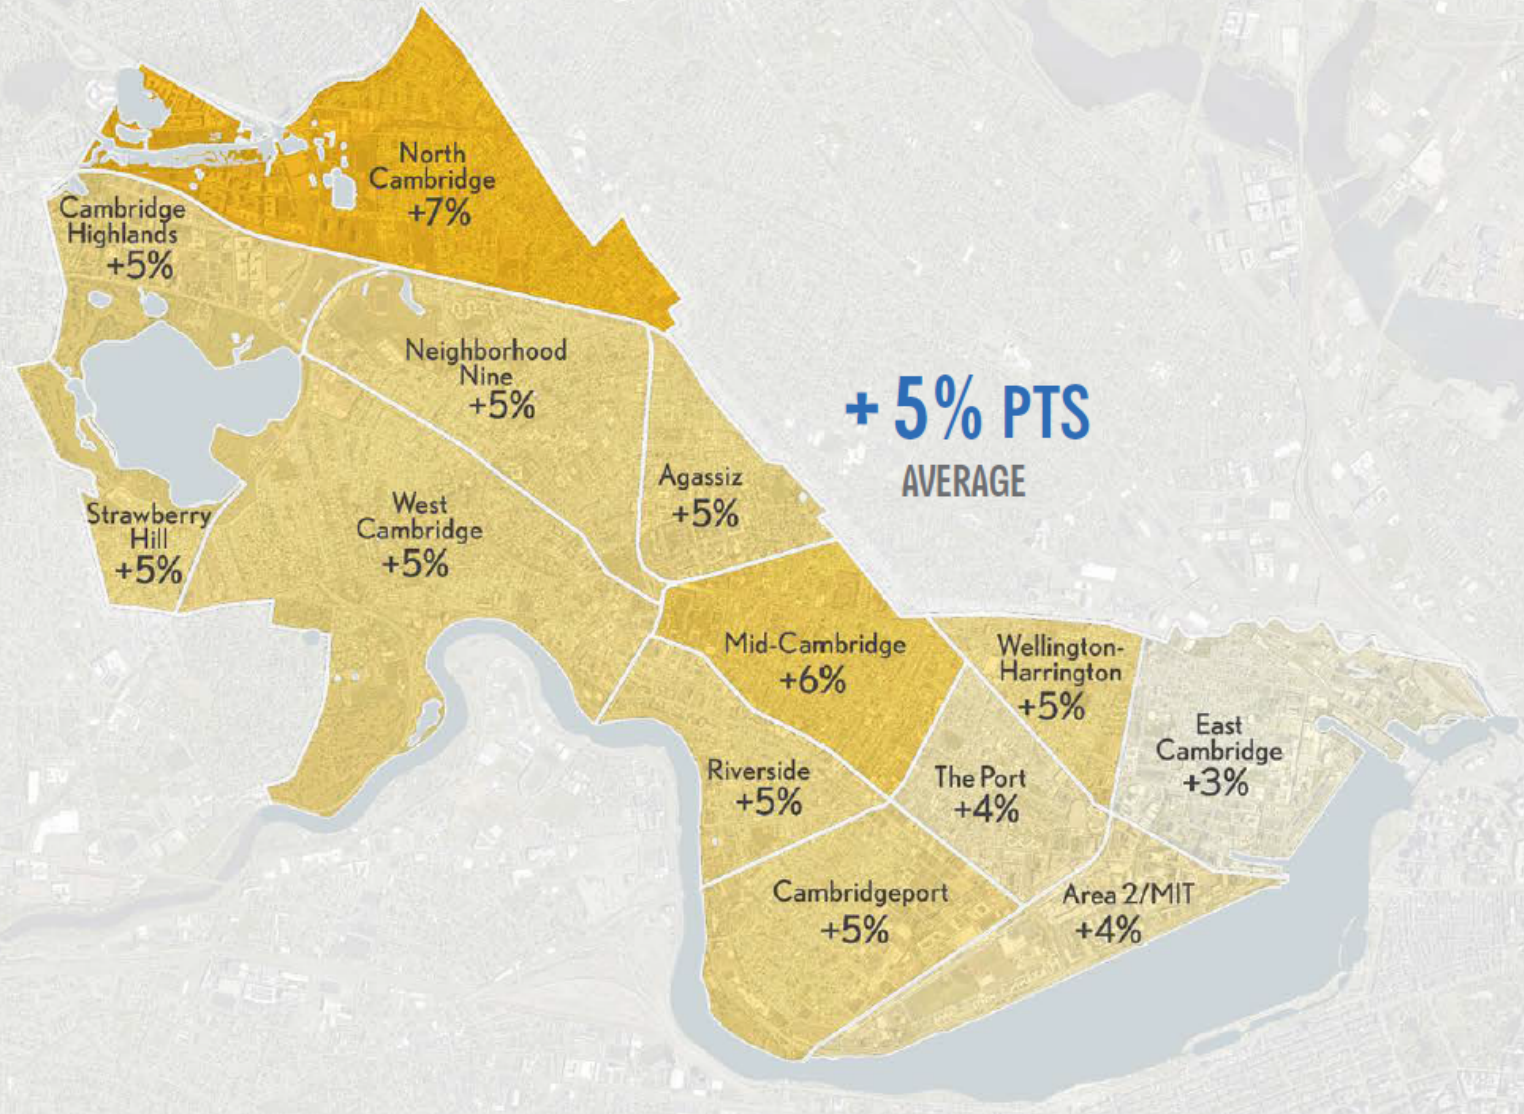 North
Cambridge
+7%
Cambridge
Highlands
+5%
Neighborhood
Nine
+5%
+ 5% PTS
AVERAGE
Agassiz
+5%
West
Cambridge
+5%
Strawberry
Hill
+5%
Mid-Cambridge
+6%
Wellington-
Harrington
+5%
East
Cambridge
+3%
Riverside
+5%
The Port
+4%
Cambridgeport
+5%
Area 2/MIT
+4%